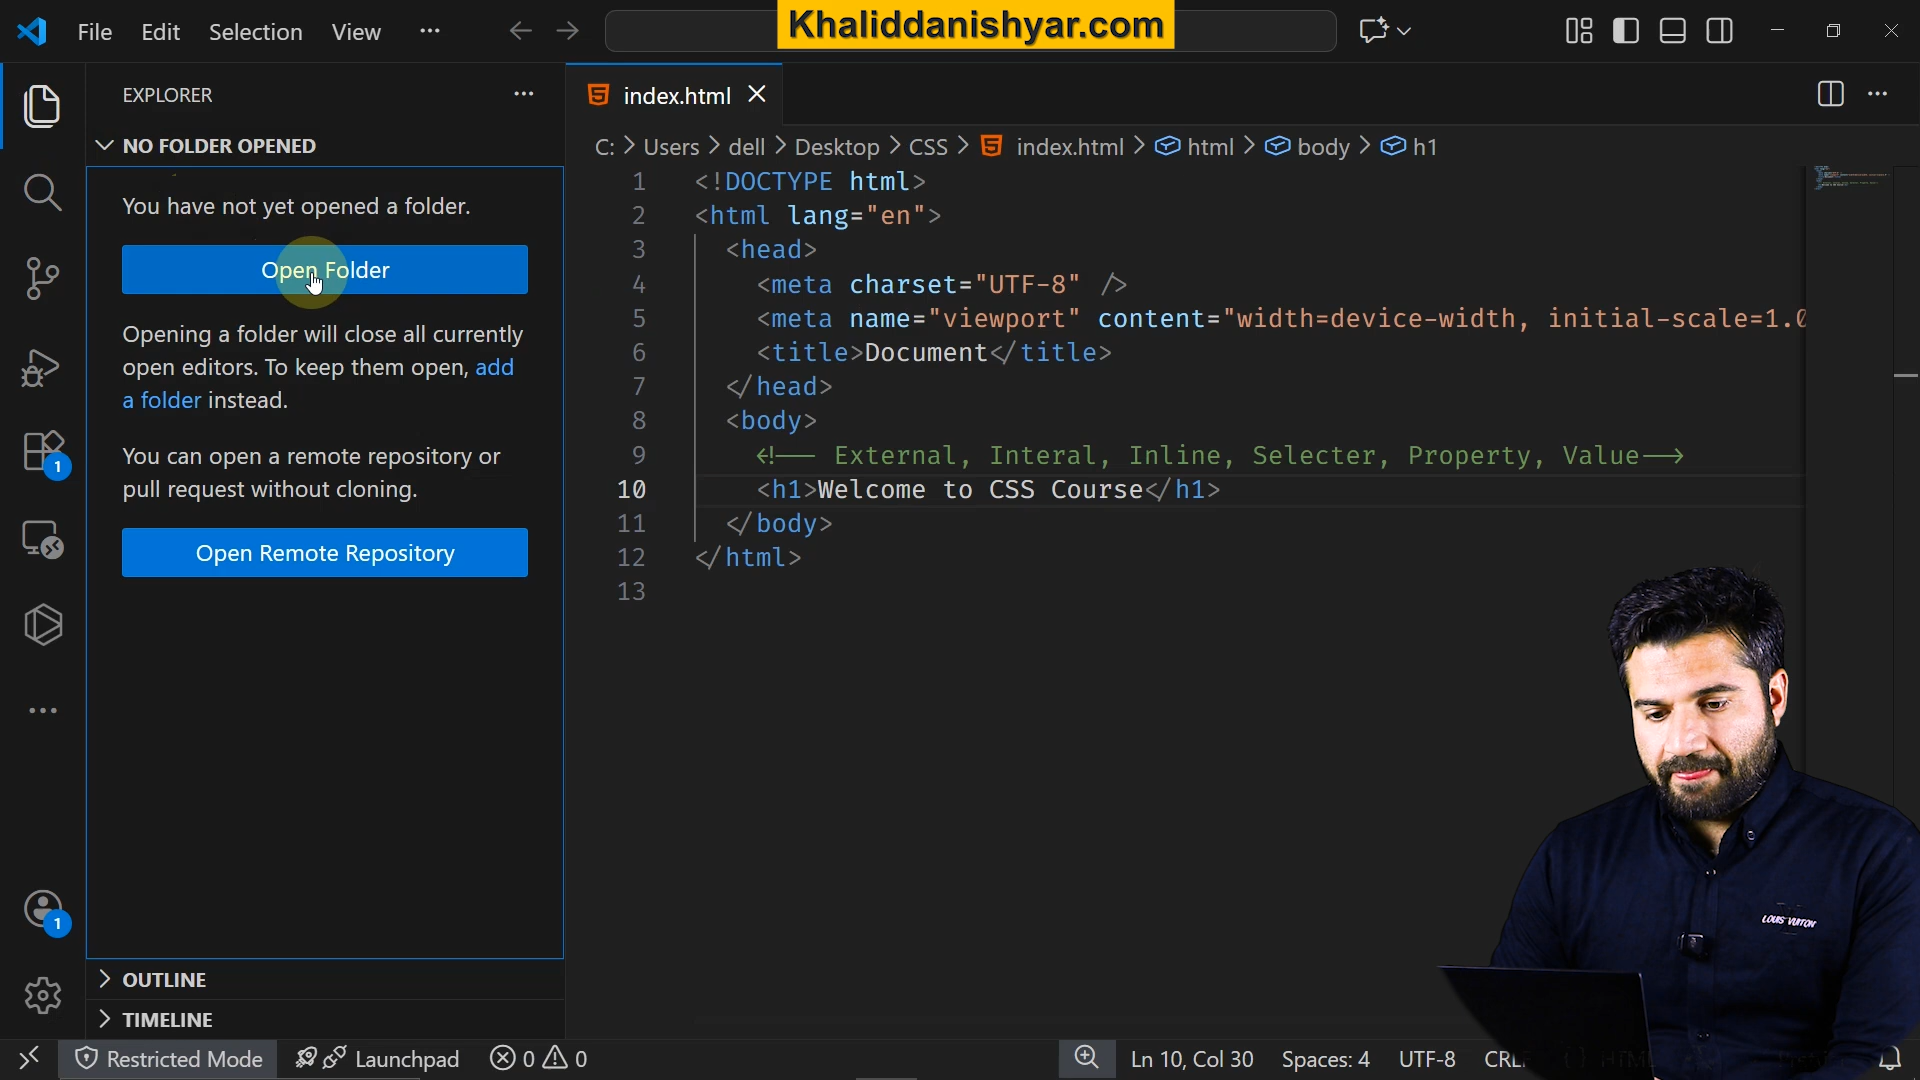 File Edit Selection View ···
Khaliddanishyar.com
EXPLORER ···
NO FOLDER OPENED
You have not yet opened a folder.
Open Folder
Opening a folder will close all currently
open editors. To keep them open, add
a folder instead.
You can open a remote repository or
pull request without cloning.
Open Remote Repository
1
1
OUTLINE
TIMELINE
index.html
C: > Users > dell > Desktop > CSS > index.html > html > body > h1
1 <!DOCTYPE html>
2 <html lang="en">
3 <head>
4 <meta charset="UTF-8" />
5 <meta name="viewport" content="width=device-width, initial-scale=1.0
6 <title>Document</title>
7 </head>
8 <body>
9 <!-- External, Interal, Inline, Selecter, Property, Value-->
10 <h1>Welcome to CSS Course</h1>
11 </body>
12 </html>
13
LOUIS VUITTON
Restricted Mode Launchpad 0 0 Ln 10, Col 30 Spaces: 4 UTF-8 CRLF